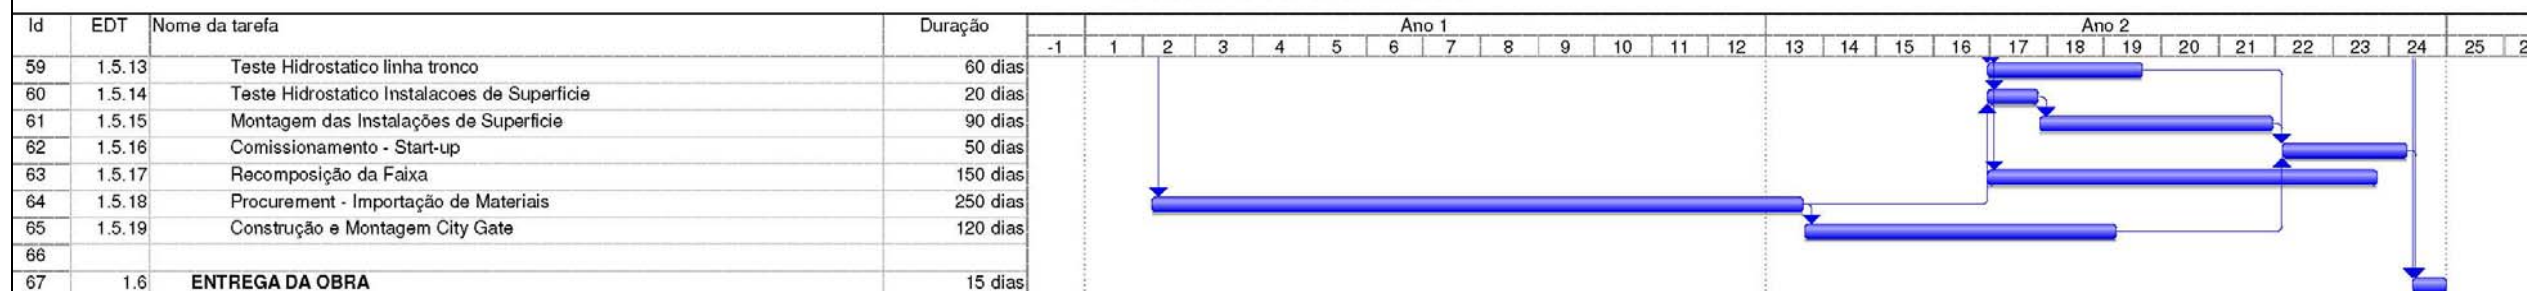 Id EDT Nome da tarefa Duração Ano 1 Ano 2
-1 1 2 3 4 5 6 7 8 9 10 11 12 13 14 15 16 17 18 19 20 21 22 23 24 25 2
59 1.5.13 Teste Hidrostatico linha tronco 60 dias
60 1.5.14 Teste Hidrostatico Instalacoes de Superficie 20 dias
61 1.5.15 Montagem das Instalações de Superficie 90 dias
62 1.5.16 Comissionamento - Start-up 50 dias
63 1.5.17 Recomposição da Faixa 150 dias
64 1.5.18 Procurement - Importação de Materiais 250 dias
65 1.5.19 Construção e Montagem City Gate 120 dias
66
67 1.6 ENTREGA DA OBRA 15 dias